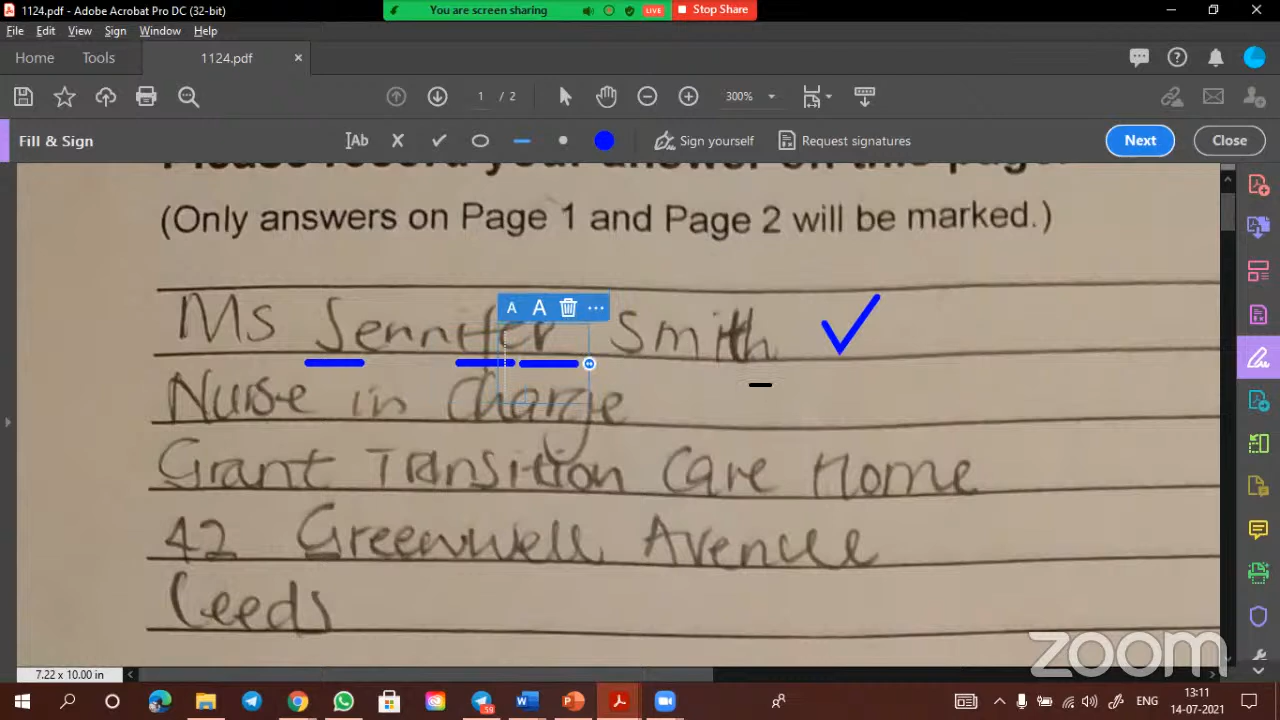 1124.pdf - Adobe Acrobat Pro DC (32-bit)
You are screen sharing
LIVE
Stop Share
File Edit View Sign Window Help
Home Tools 1124.pdf
1 / 2
300%
Fill & Sign
Ab
Sign yourself
Request signatures
Next
Close
(Only answers on Page 1 and Page 2 will be marked.)
A A
Ms Jennifer Smith
Nurse in Charge
Grant Transition Care Home
42 Greenwell Avenue
Leeds
zoom
7.22 x 10.00 in
59
ENG
13:11
14-07-2021